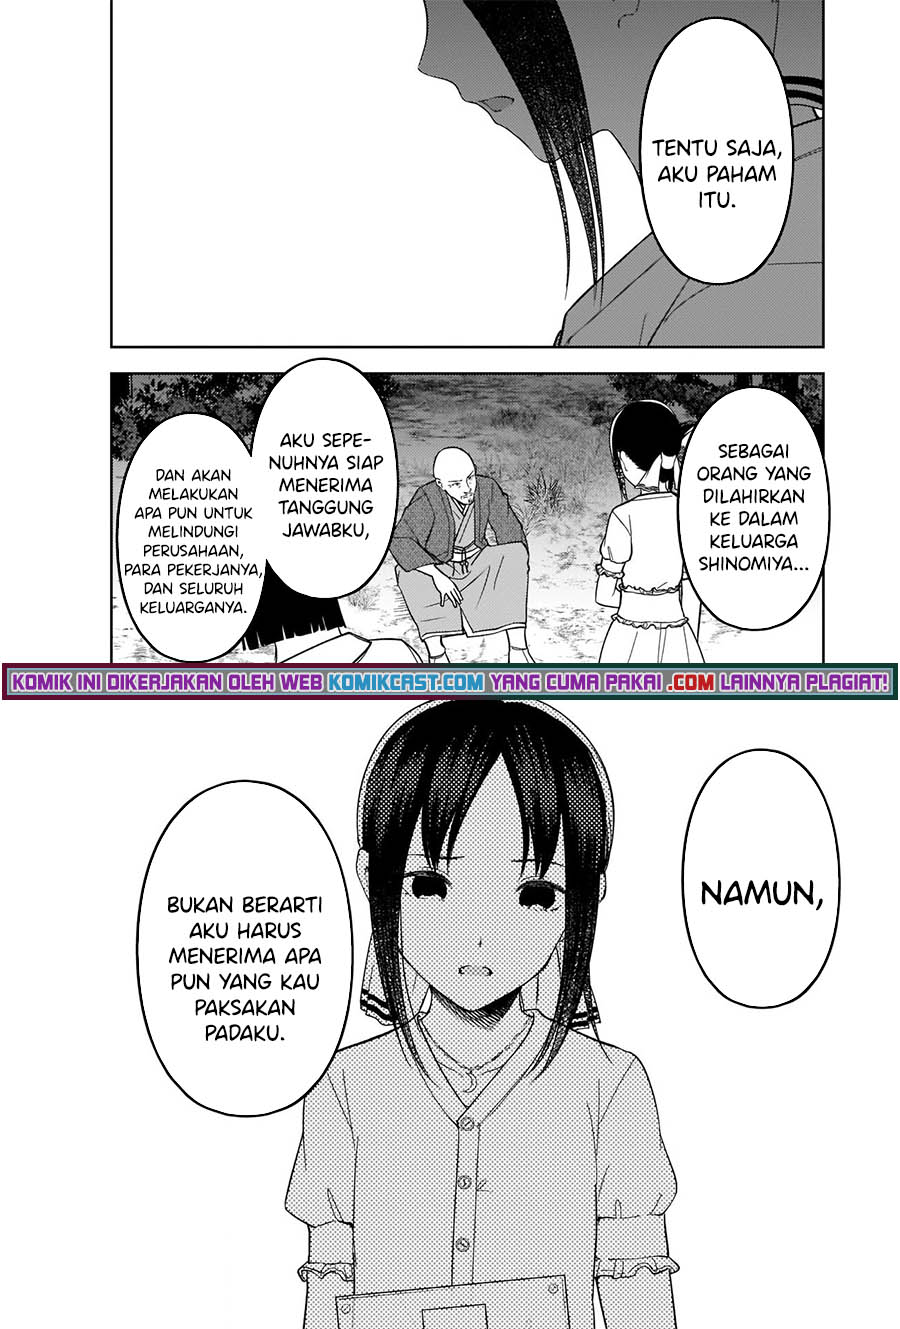 TENTU SAJA,
AKU PAHAM
ITU.
SEBAGAI
ORANG YANG
DILAHIRKAN
KE DALAM
KELUARGA
SHINOMIYA...
AKU SEPE-
NUHNYA SIAP
MENERIMA
TANGGUNG
JAWABKU,
DAN AKAN
MELAKUKAN
APA PUN UNTUK
MELINDUNGI
PERUSAHAAN,
PARA PEKERJANYA,
DAN SELURUH
KELUARGANYA.
KOMIK INI DIKERJAKAN OLEH WEB KOMIKCAST.COM YANG CUMA PAKAI .COM LAINNYA PLAGIAT!
NAMUN,
BUKAN BERARTI
AKU HARUS
MENERIMA APA
PUN YANG KAU
PAKSAKAN
PADAKU.